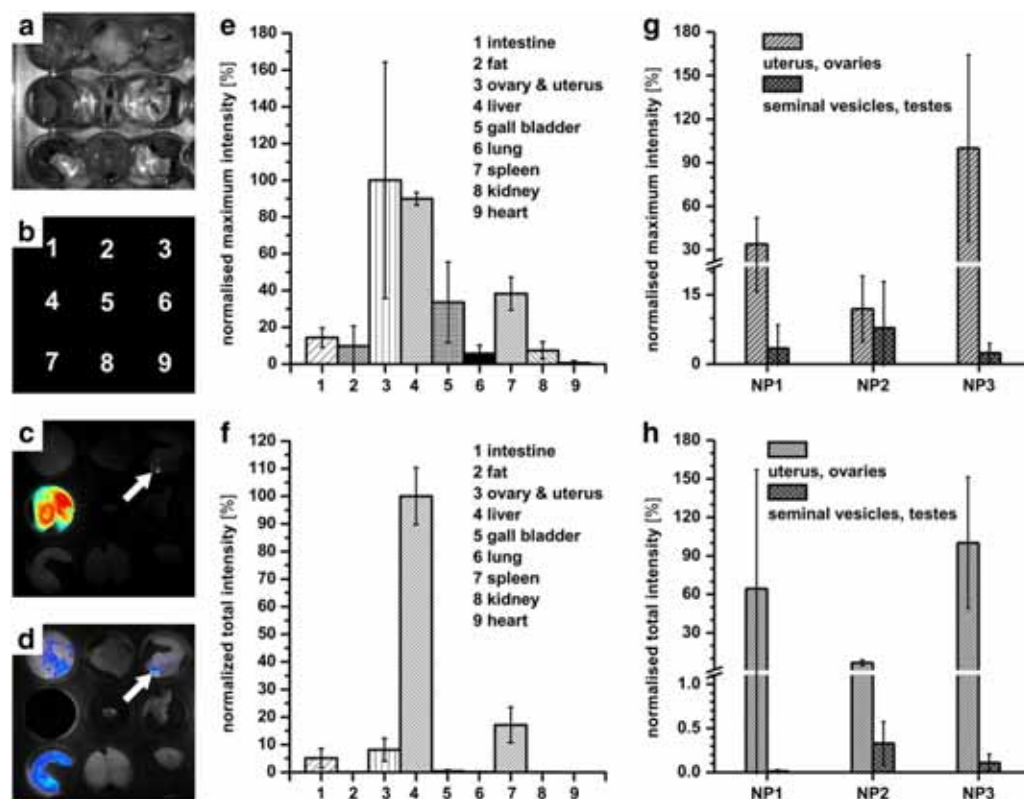 a
b
1 2 3
4 5 6
7 8 9
c
d
e
normalised maximum intensity [%]
180
160
140
120
100
80
60
40
20
0
1 intestine
2 fat
3 ovary & uterus
4 liver
5 gall bladder
6 lung
7 spleen
8 kidney
9 heart
1 2 3 4 5 6 7 8 9
f
normalized total intensity [%]
120
110
100
90
80
70
60
50
40
30
20
10
0
1 intestine
2 fat
3 ovary & uterus
4 liver
5 gall bladder
6 lung
7 spleen
8 kidney
9 heart
1 2 3 4 5 6 7 8 9
g
normalised maximum intensity [%]
180
150
120
90
60
30
15
0
uterus, ovaries
seminal vesicles, testes
NP1 NP2 NP3
h
normalised total intensity [%]
180
150
120
90
60
30
1.0
0.5
0.0
uterus, ovaries
seminal vesicles, testes
NP1 NP2 NP3